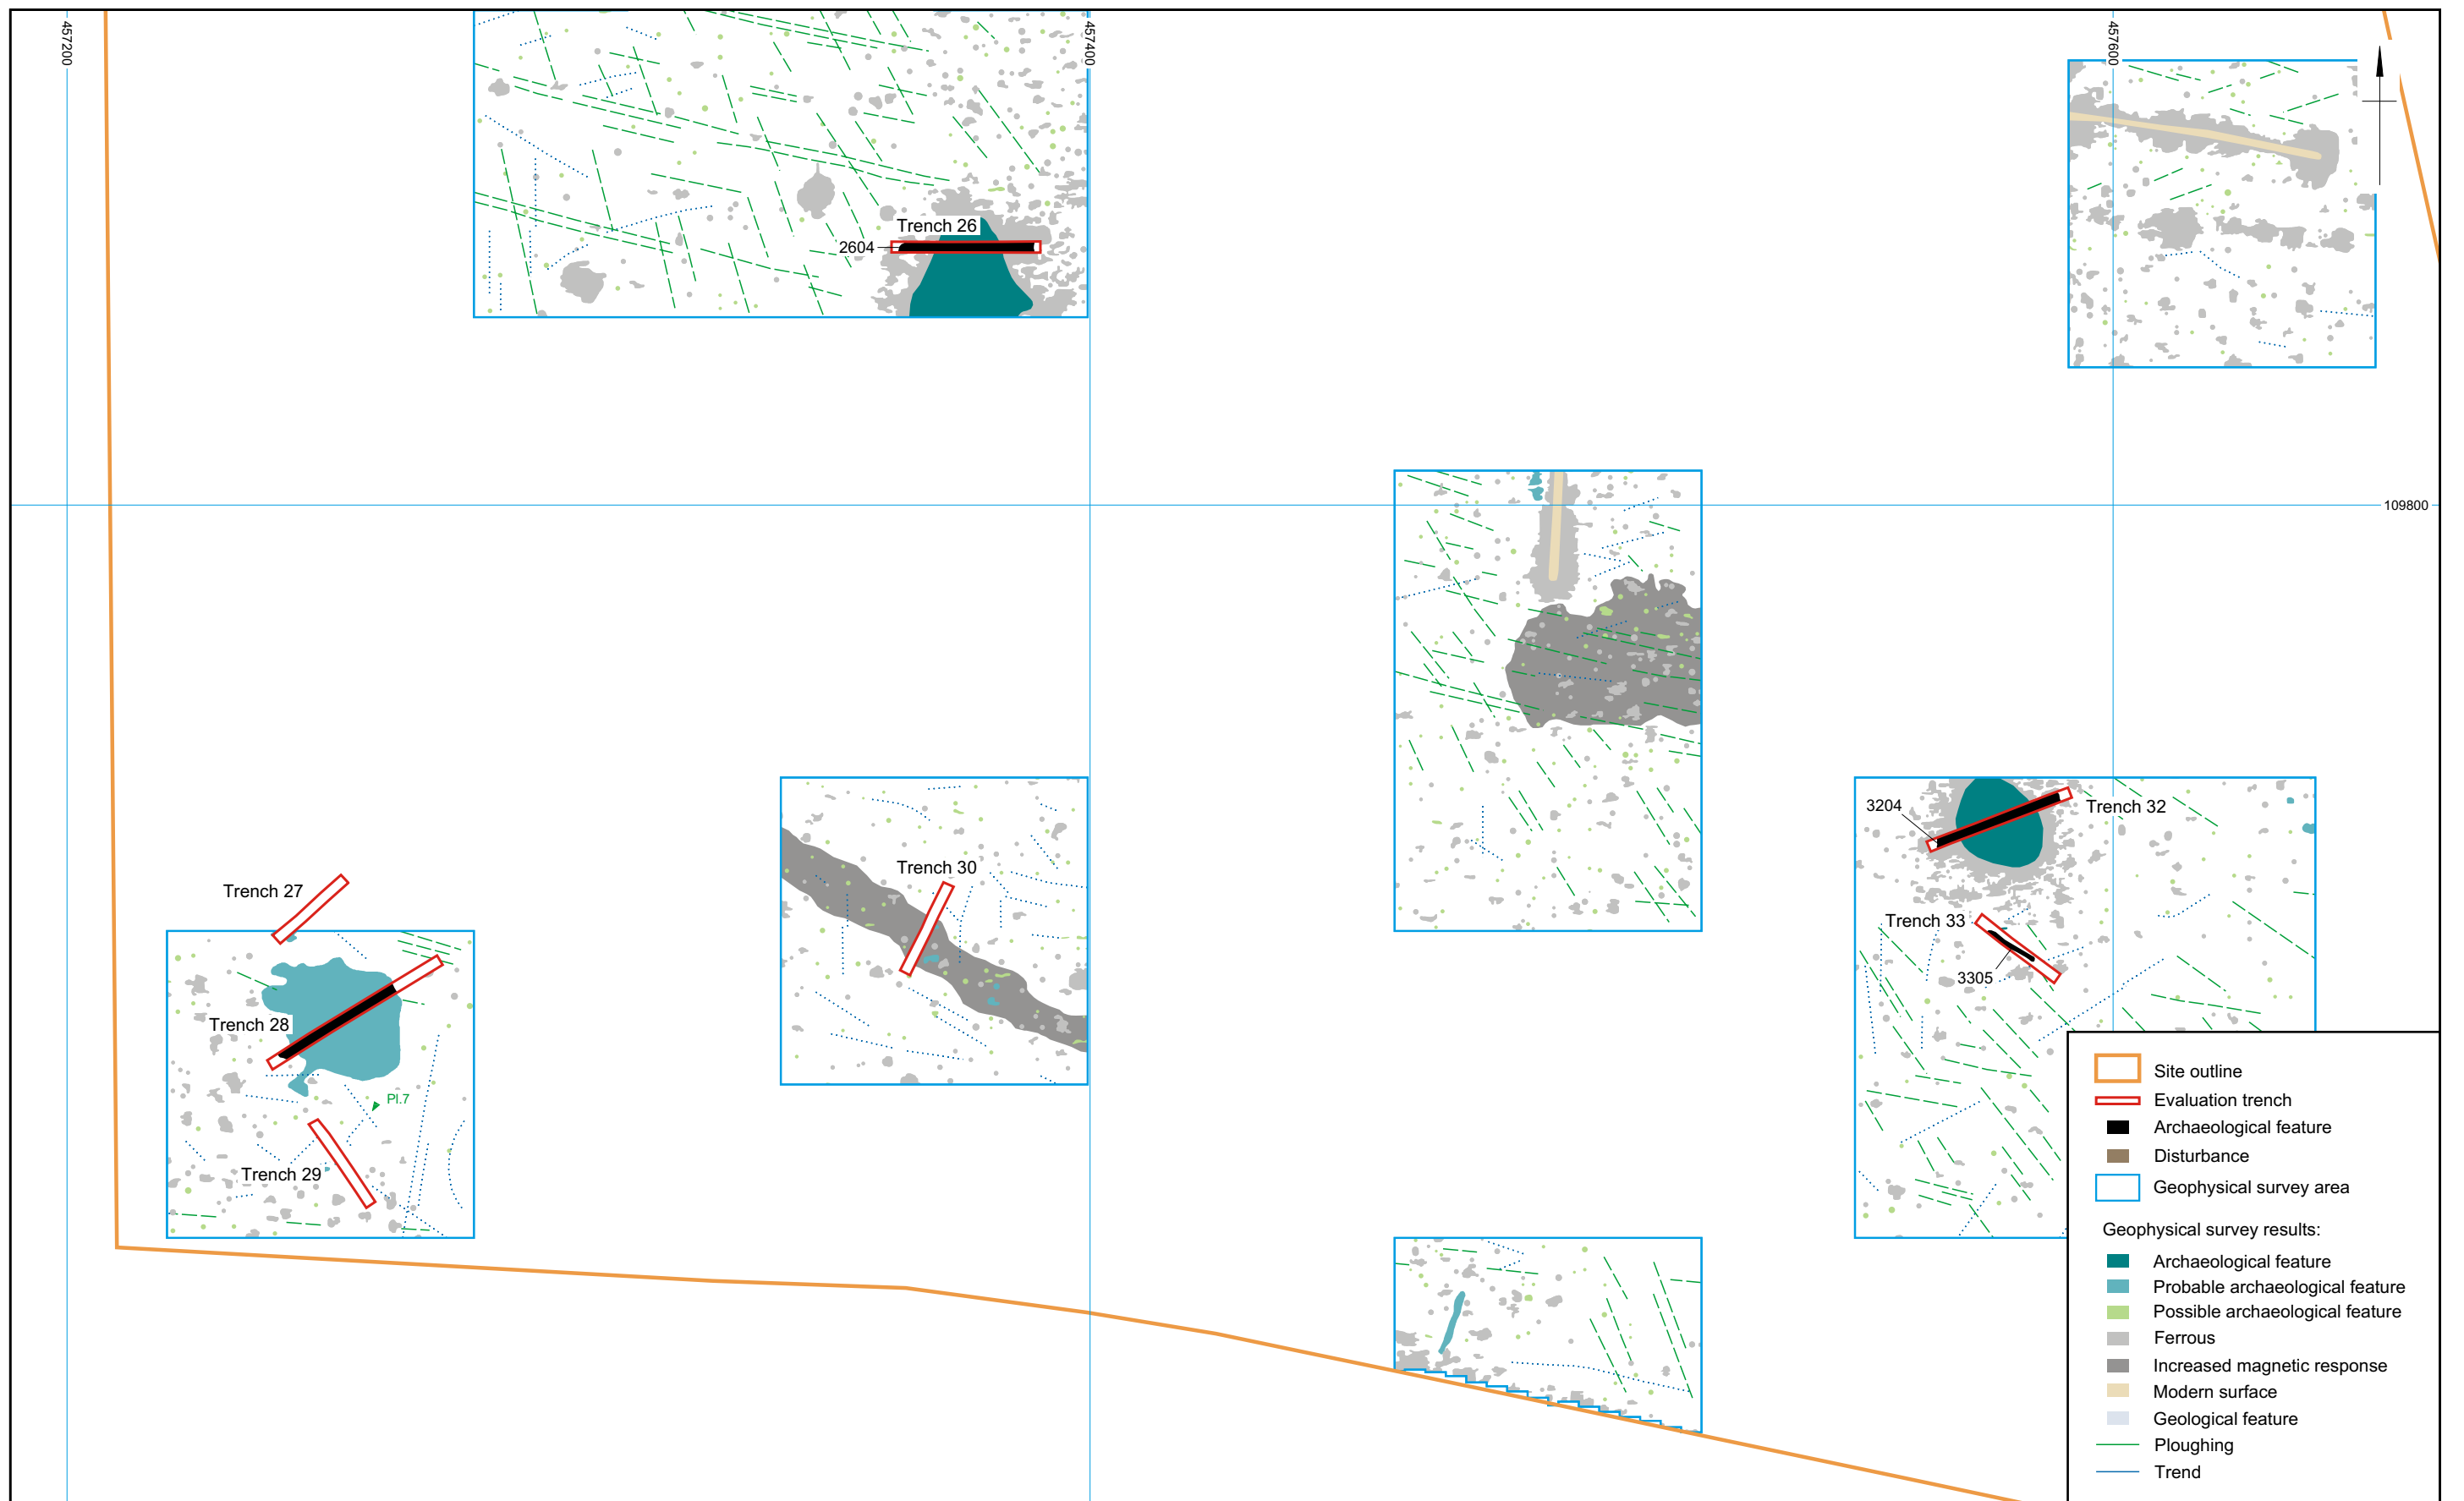 457200
457400
457600
Trench 26
2604
109800
3204
Trench 32
Trench 30
Trench 27
Trench 33
3305
Trench 28
Pl.7
Trench 29
Site outline
Evaluation trench
Archaeological feature
Disturbance
Geophysical survey area
Geophysical survey results:
Archaeological feature
Probable archaeological feature
Possible archaeological feature
Ferrous
Increased magnetic response
Modern surface
Geological feature
Ploughing
Trend